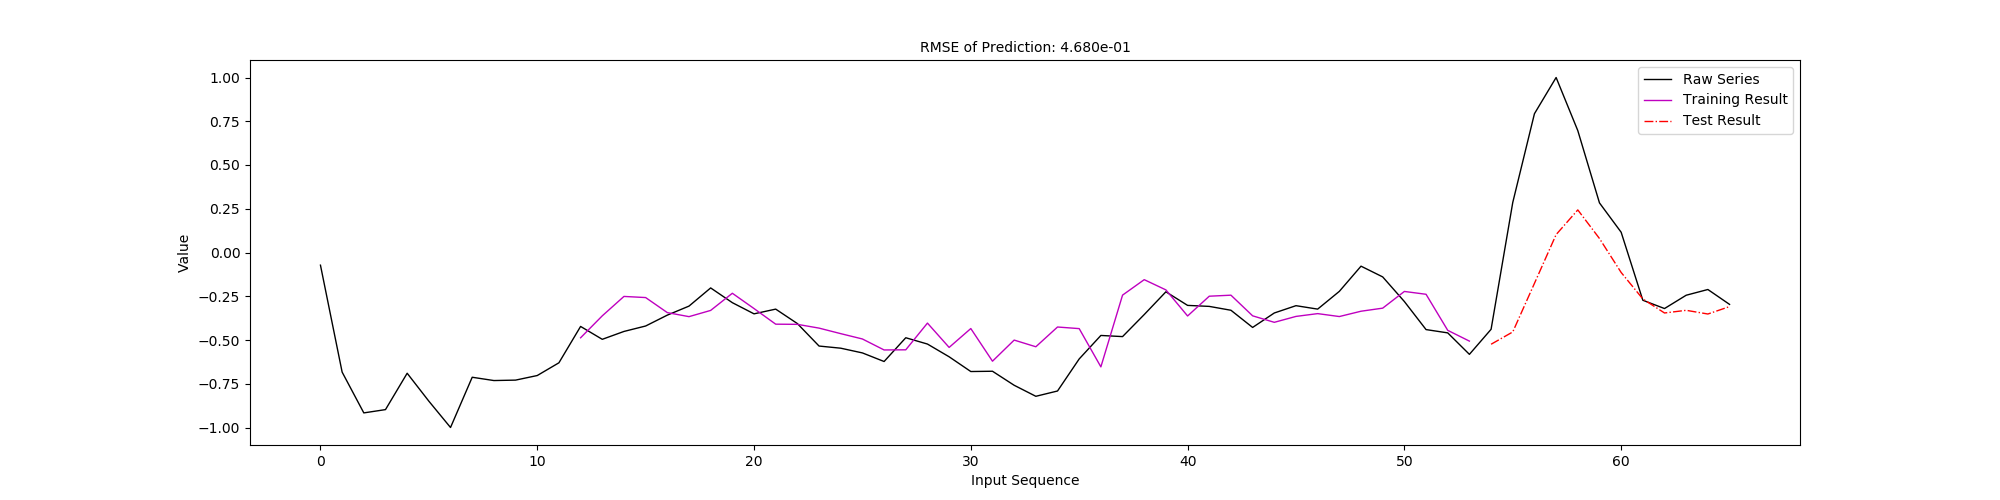 RMSE of Prediction: 4.680e-01
1.00
0.75
0.50
0.25
0.00
−0.25
−0.50
−0.75
−1.00
Value
Raw Series
Training Result
Test Result
0 10 20 30 40 50 60
Input Sequence